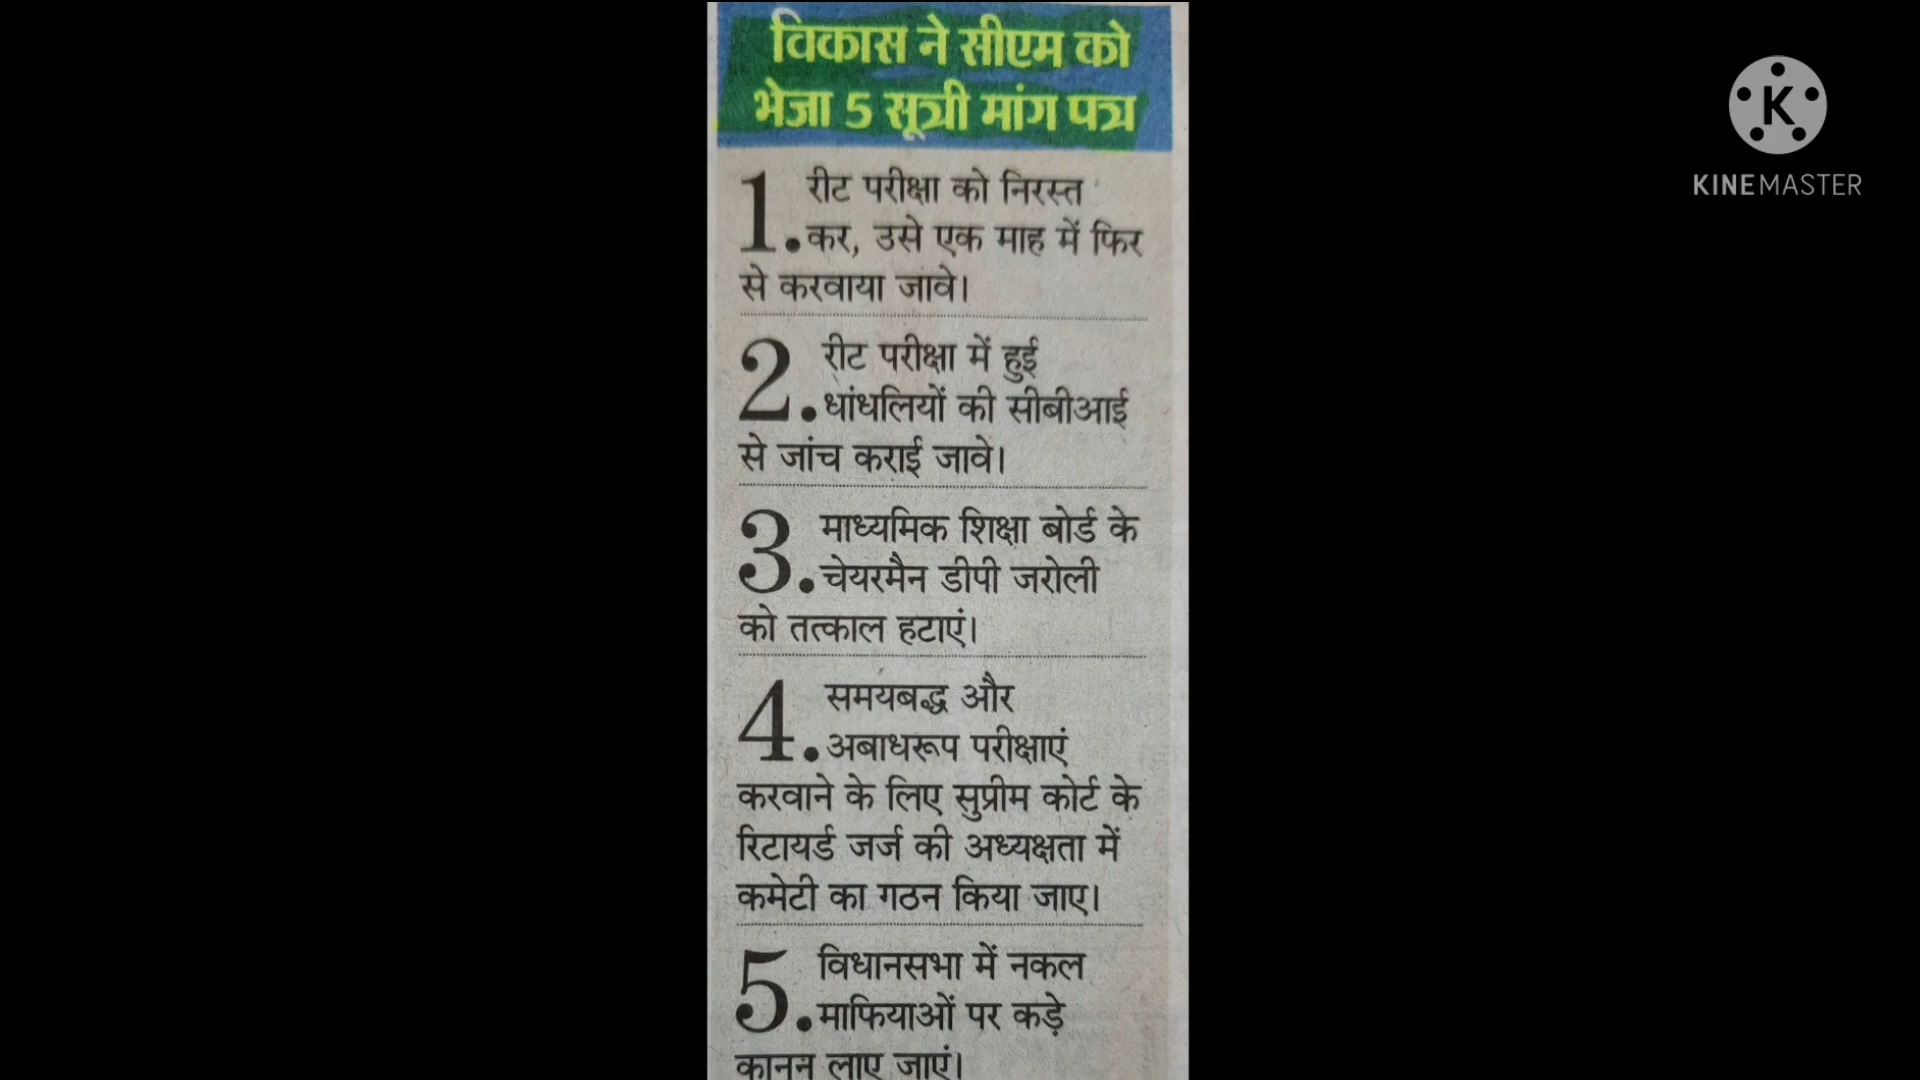 विकास ने सीएम को
भेजा 5 सूत्री मांग पत्र
1. रीट परीक्षा को निरस्त
कर, उसे एक माह में फिर
से करवाया जावे।
2. रीट परीक्षा में हुई
धांधलियों की सीबीआई
से जांच कराई जावे।
3. माध्यमिक शिक्षा बोर्ड के
चेयरमैन डीपी जरोली
को तत्काल हटाएं।
4. समयबद्ध और
अबाधरूप परीक्षाएं
करवाने के लिए सुप्रीम कोर्ट के
रिटायर्ड जर्ज की अध्यक्षता में
कमेटी का गठन किया जाए।
5. विधानसभा में नकल
माफियाओं पर कड़े
कानून लाए जाएं।
K
KINEMASTER